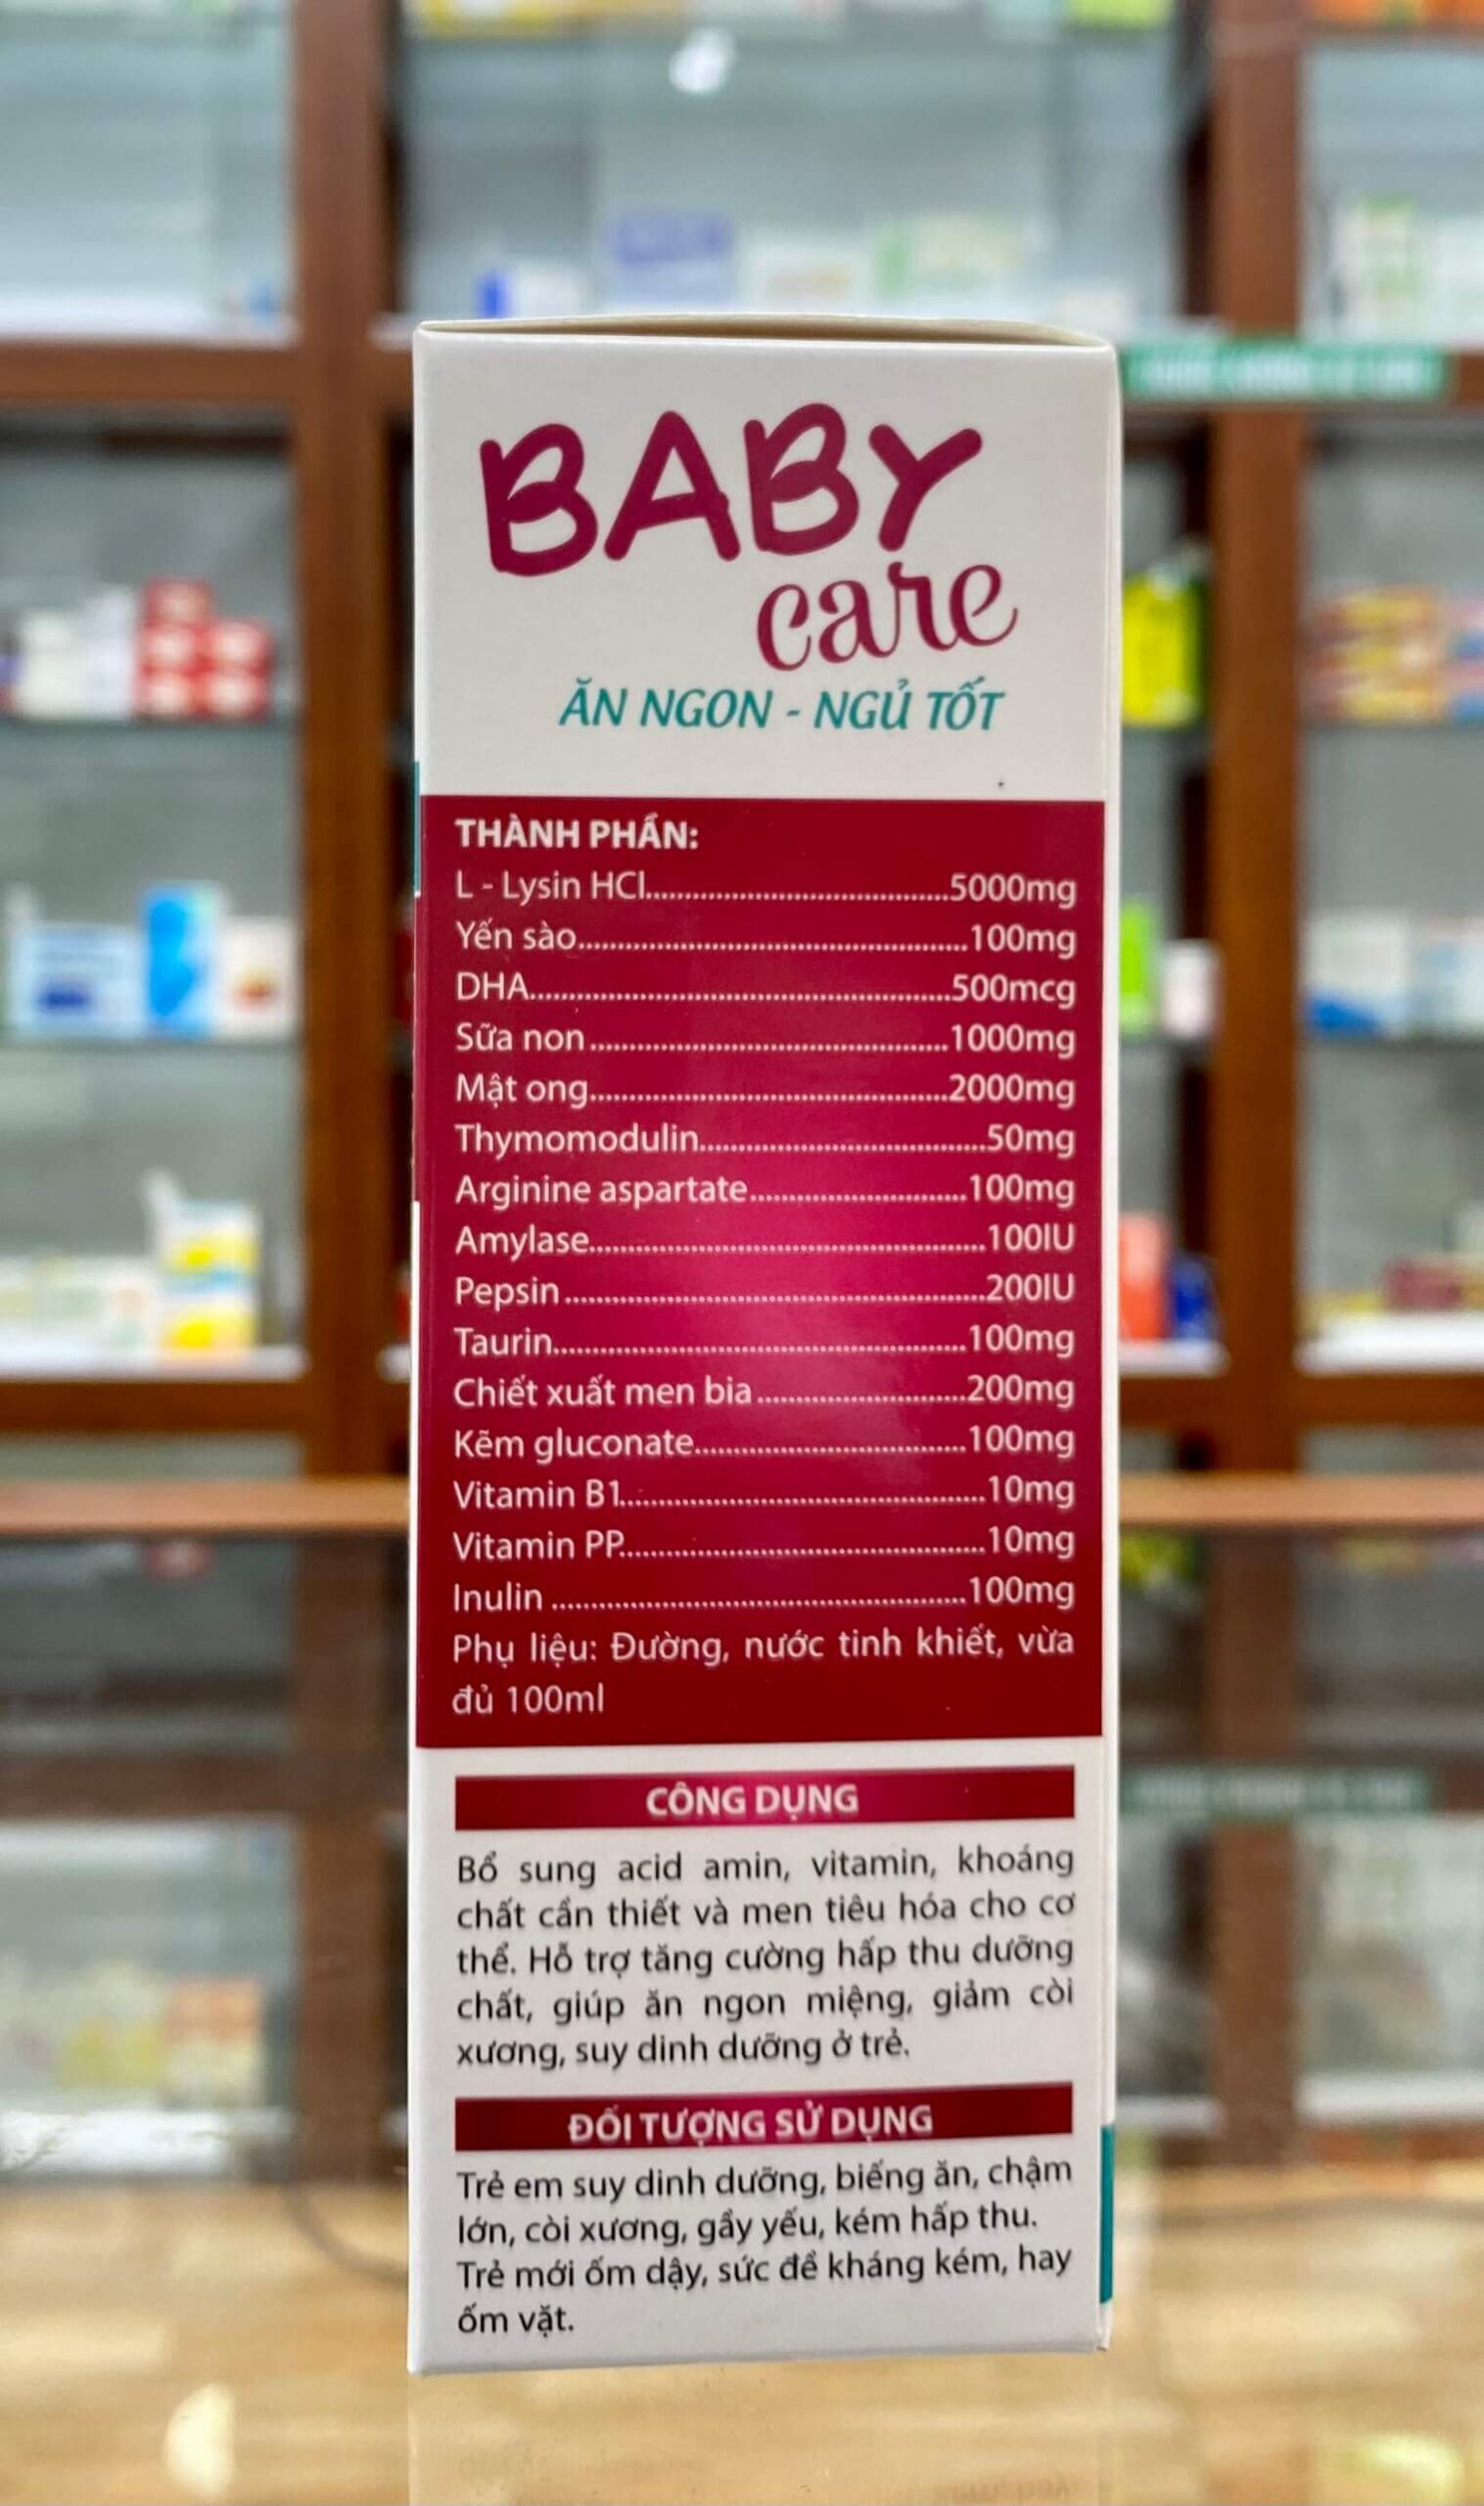 BABY
care
ĂN NGON - NGỦ TỐT
THÀNH PHẦN:
L - Lysin HCl.....................................5000mg
Yến sào..................................................100mg
DHA......................................................500mcg
Sữa non..............................................1000mg
Mật ong..............................................2000mg
Thymomodulin.....................................50mg
Arginine aspartate............................100mg
Amylase...................................................100IU
Pepsin......................................................200IU
Taurin.....................................................100mg
Chiết xuất men bia...........................200mg
Kẽm gluconate...................................100mg
Vitamin B1...............................................10mg
Vitamin PP...............................................10mg
Inulin.....................................................100mg
Phụ liệu: Đường, nước tinh khiết, vừa
đủ 100ml
CÔNG DỤNG
Bổ sung acid amin, vitamin, khoáng
chất cần thiết và men tiêu hóa cho cơ
thể. Hỗ trợ tăng cường hấp thu dưỡng
chất, giúp ăn ngon miệng, giảm còi
xương, suy dinh dưỡng ở trẻ.
ĐỐI TƯỢNG SỬ DỤNG
Trẻ em suy dinh dưỡng, biếng ăn, chậm
lớn, còi xương, gầy yếu, kém hấp thu.
Trẻ mới ốm dậy, sức đề kháng kém, hay
ốm vặt.